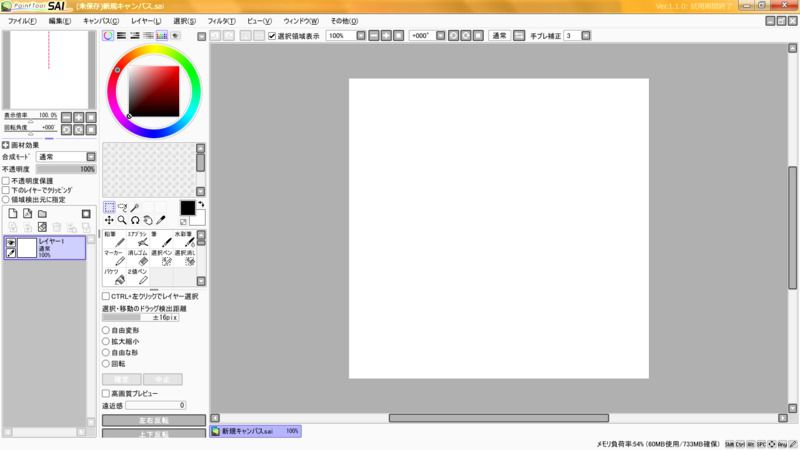 PaintTool SAI (未保存)新規キャンバス.sai Ver.1.1.0: 試用期間終了
ファイル(F) 編集(E) キャンバス(C) レイヤー(L) 選択(S) フィルタ(T) ビュー(V) ウィンドウ(W) その他(O)
選択領域表示 100% +000° 通常 手ブレ補正 3
表示倍率 100.0%
回転角度 +000°
画材効果
合成モード 通常
不透明度 100%
不透明度保護
下のレイヤーでクリッピング
領域検出元に指定
レイヤー1
通常
100%
鉛筆 エアブラシ 筆 水彩筆
マーカー 消しゴム 選択ペン 選択消し
バケツ 2値ペン
CTRL+左クリックでレイヤー選択
選択・移動のドラッグ検出距離
±16pix
自由変形
拡大縮小
自由な形
回転
確定 中止
高画質プレビュー
遠近感 0
左右反転
上下反転
新規キャンバス.sai 100%
メモリ負荷率:54% (60MB使用/733MB確保) Shift Ctrl Alt SPC Any